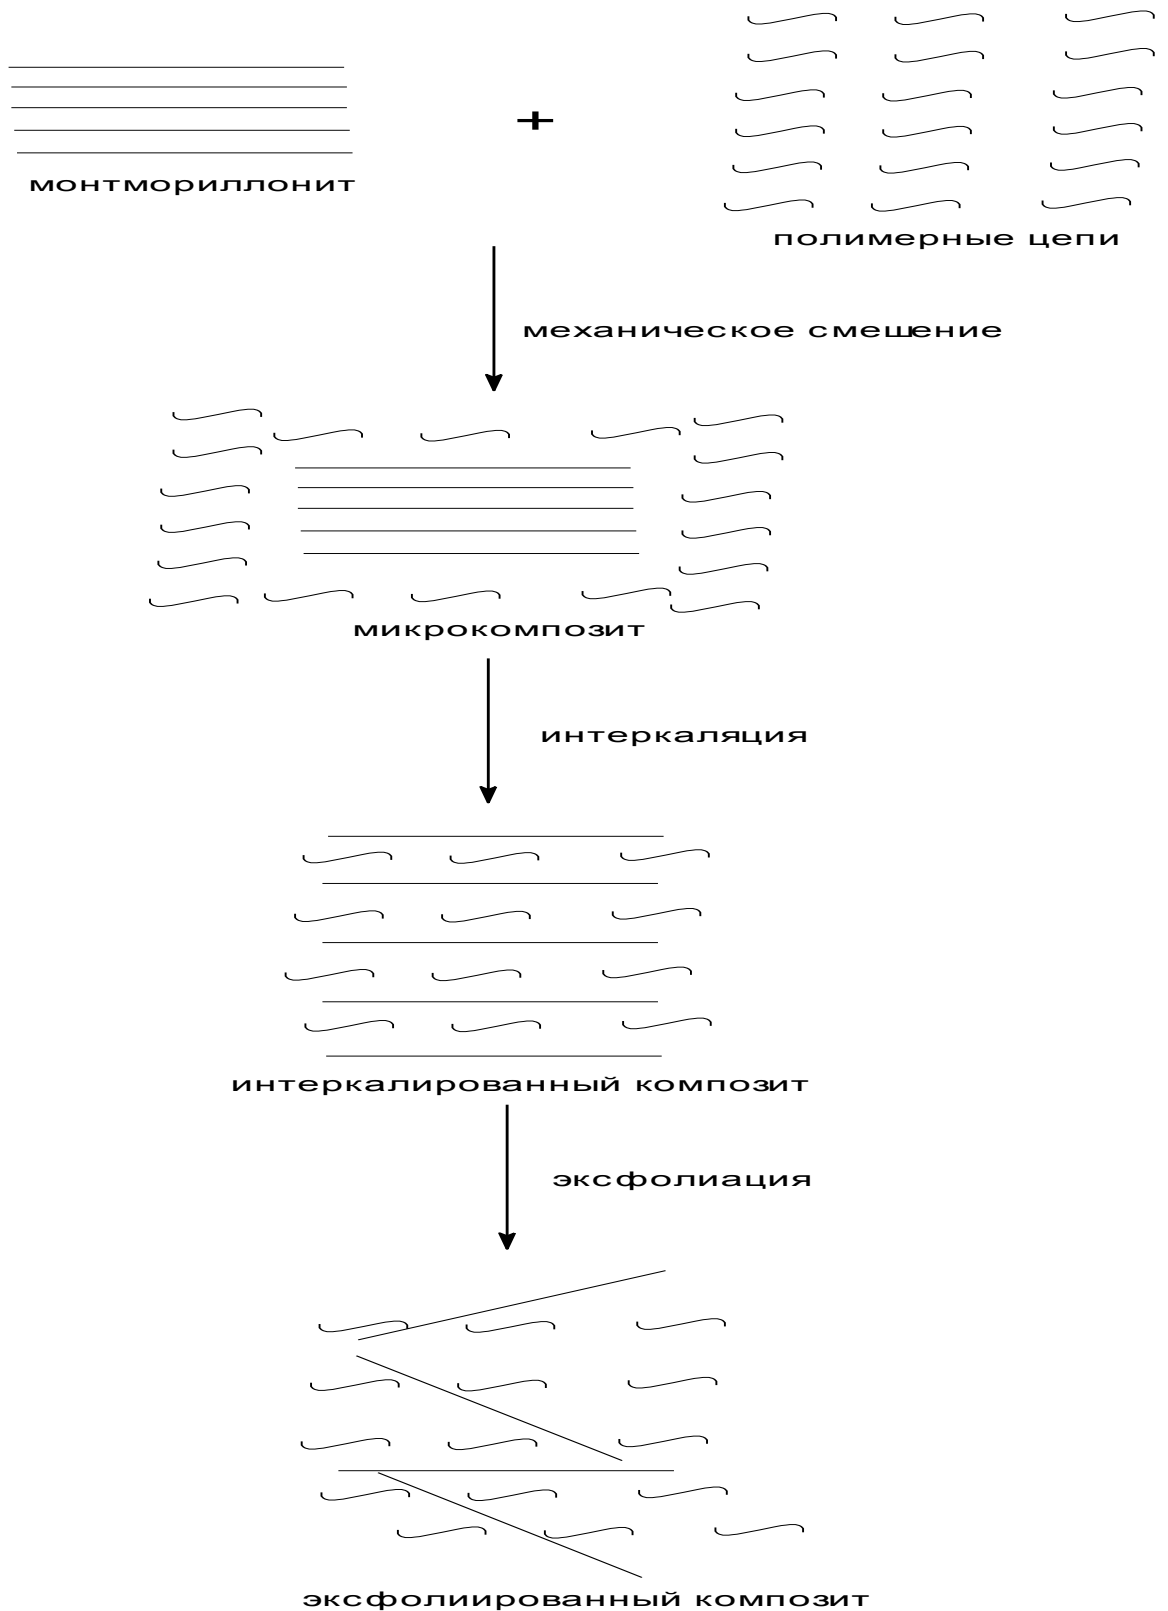 +
монтмориллонит
полимерные цепи
механическое смешение
микрокомпозит
интеркаляция
интеркалированный композит
эксфолиация
эксфолиированный композит